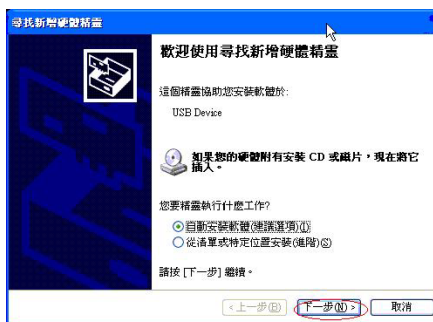 尋找新增硬體精靈
歡迎使用尋找新增硬體精靈
這個精靈協助您安裝軟體於:
USB Device
如果您的硬體附有安裝 CD 或磁片，現在將它
插入。
您要精靈執行什麼工作?
自動安裝軟體(建議選項)(I)
從清單或特定位置安裝(進階)(S)
請按 [下一步] 繼續。
<上一步(B)
下一步(N)>
取消